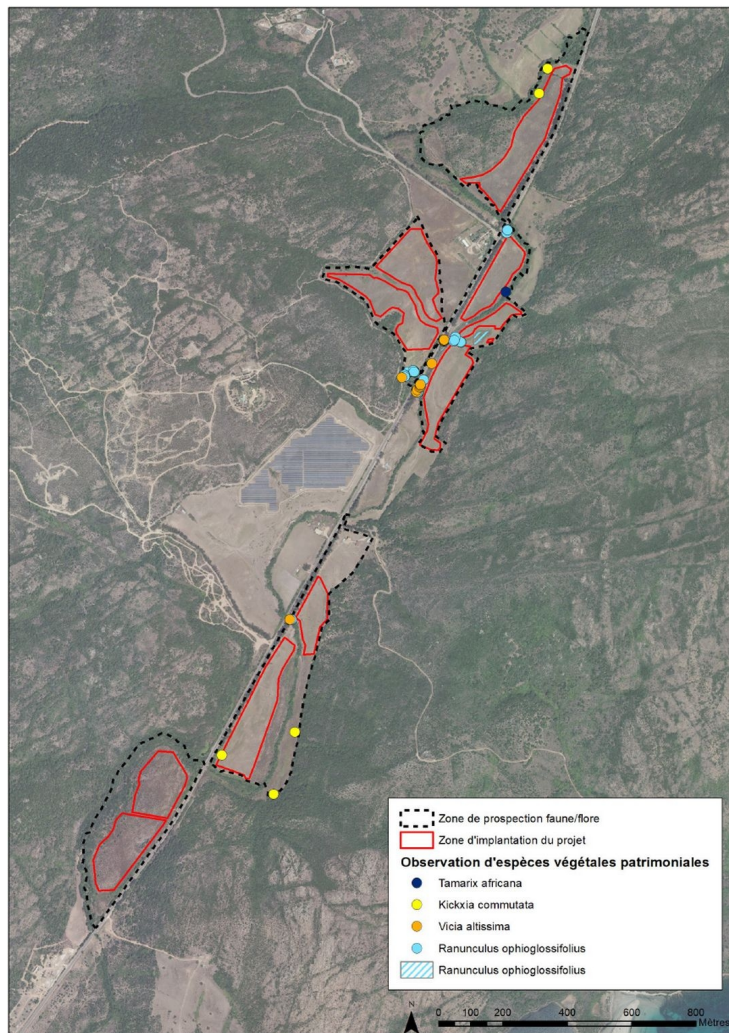 Zone de prospection faune/flore
Zone d'implantation du projet
Observation d'espèces végétales patrimoniales
Tamarix africana
Kickxia commutata
Vicia altissima
Ranunculus ophioglossifolius
Ranunculus ophioglossifolius
N
0 200 400 600 800
Mètres